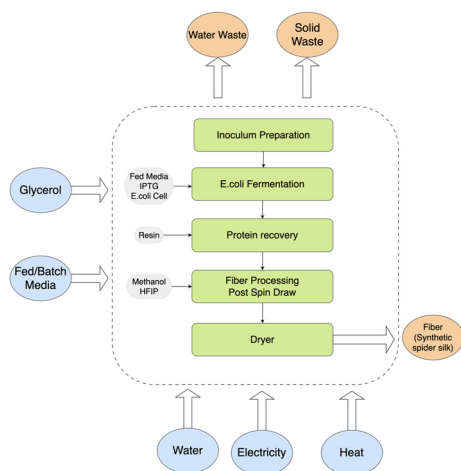 Water Waste
Solid
Waste
Inoculum Preparation
Glycerol
Fed Media
IPTG
E.coli Cell
E.coli Fermentation
Resin
Protein recovery
Fed/Batch
Media
Methanol
HFIP
Fiber Processing
Post Spin Draw
Dryer
Fiber
(Synthetic
spider silk)
Water
Electricity
Heat